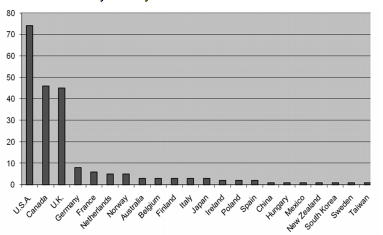 80
70
60
50
40
30
20
10
0
U.S.A.
Canada
U.K.
Germany
France
Netherlands
Norway
Australia
Belgium
Finland
Italy
Japan
Ireland
Poland
Spain
China
Hungary
Mexico
New Zealand
South Korea
Sweden
Taiwan